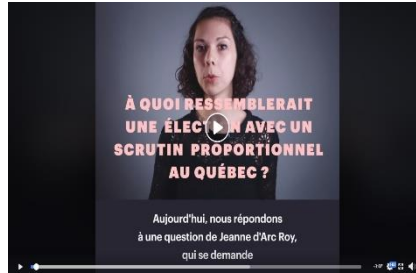 À QUOI RESSEMBLERAIT
UNE ÉLECTION AVEC UN
SCRUTIN PROPORTIONNEL
AU QUÉBEC ?
Aujourd'hui, nous répondons
à une question de Jeanne d'Arc Roy,
qui se demande